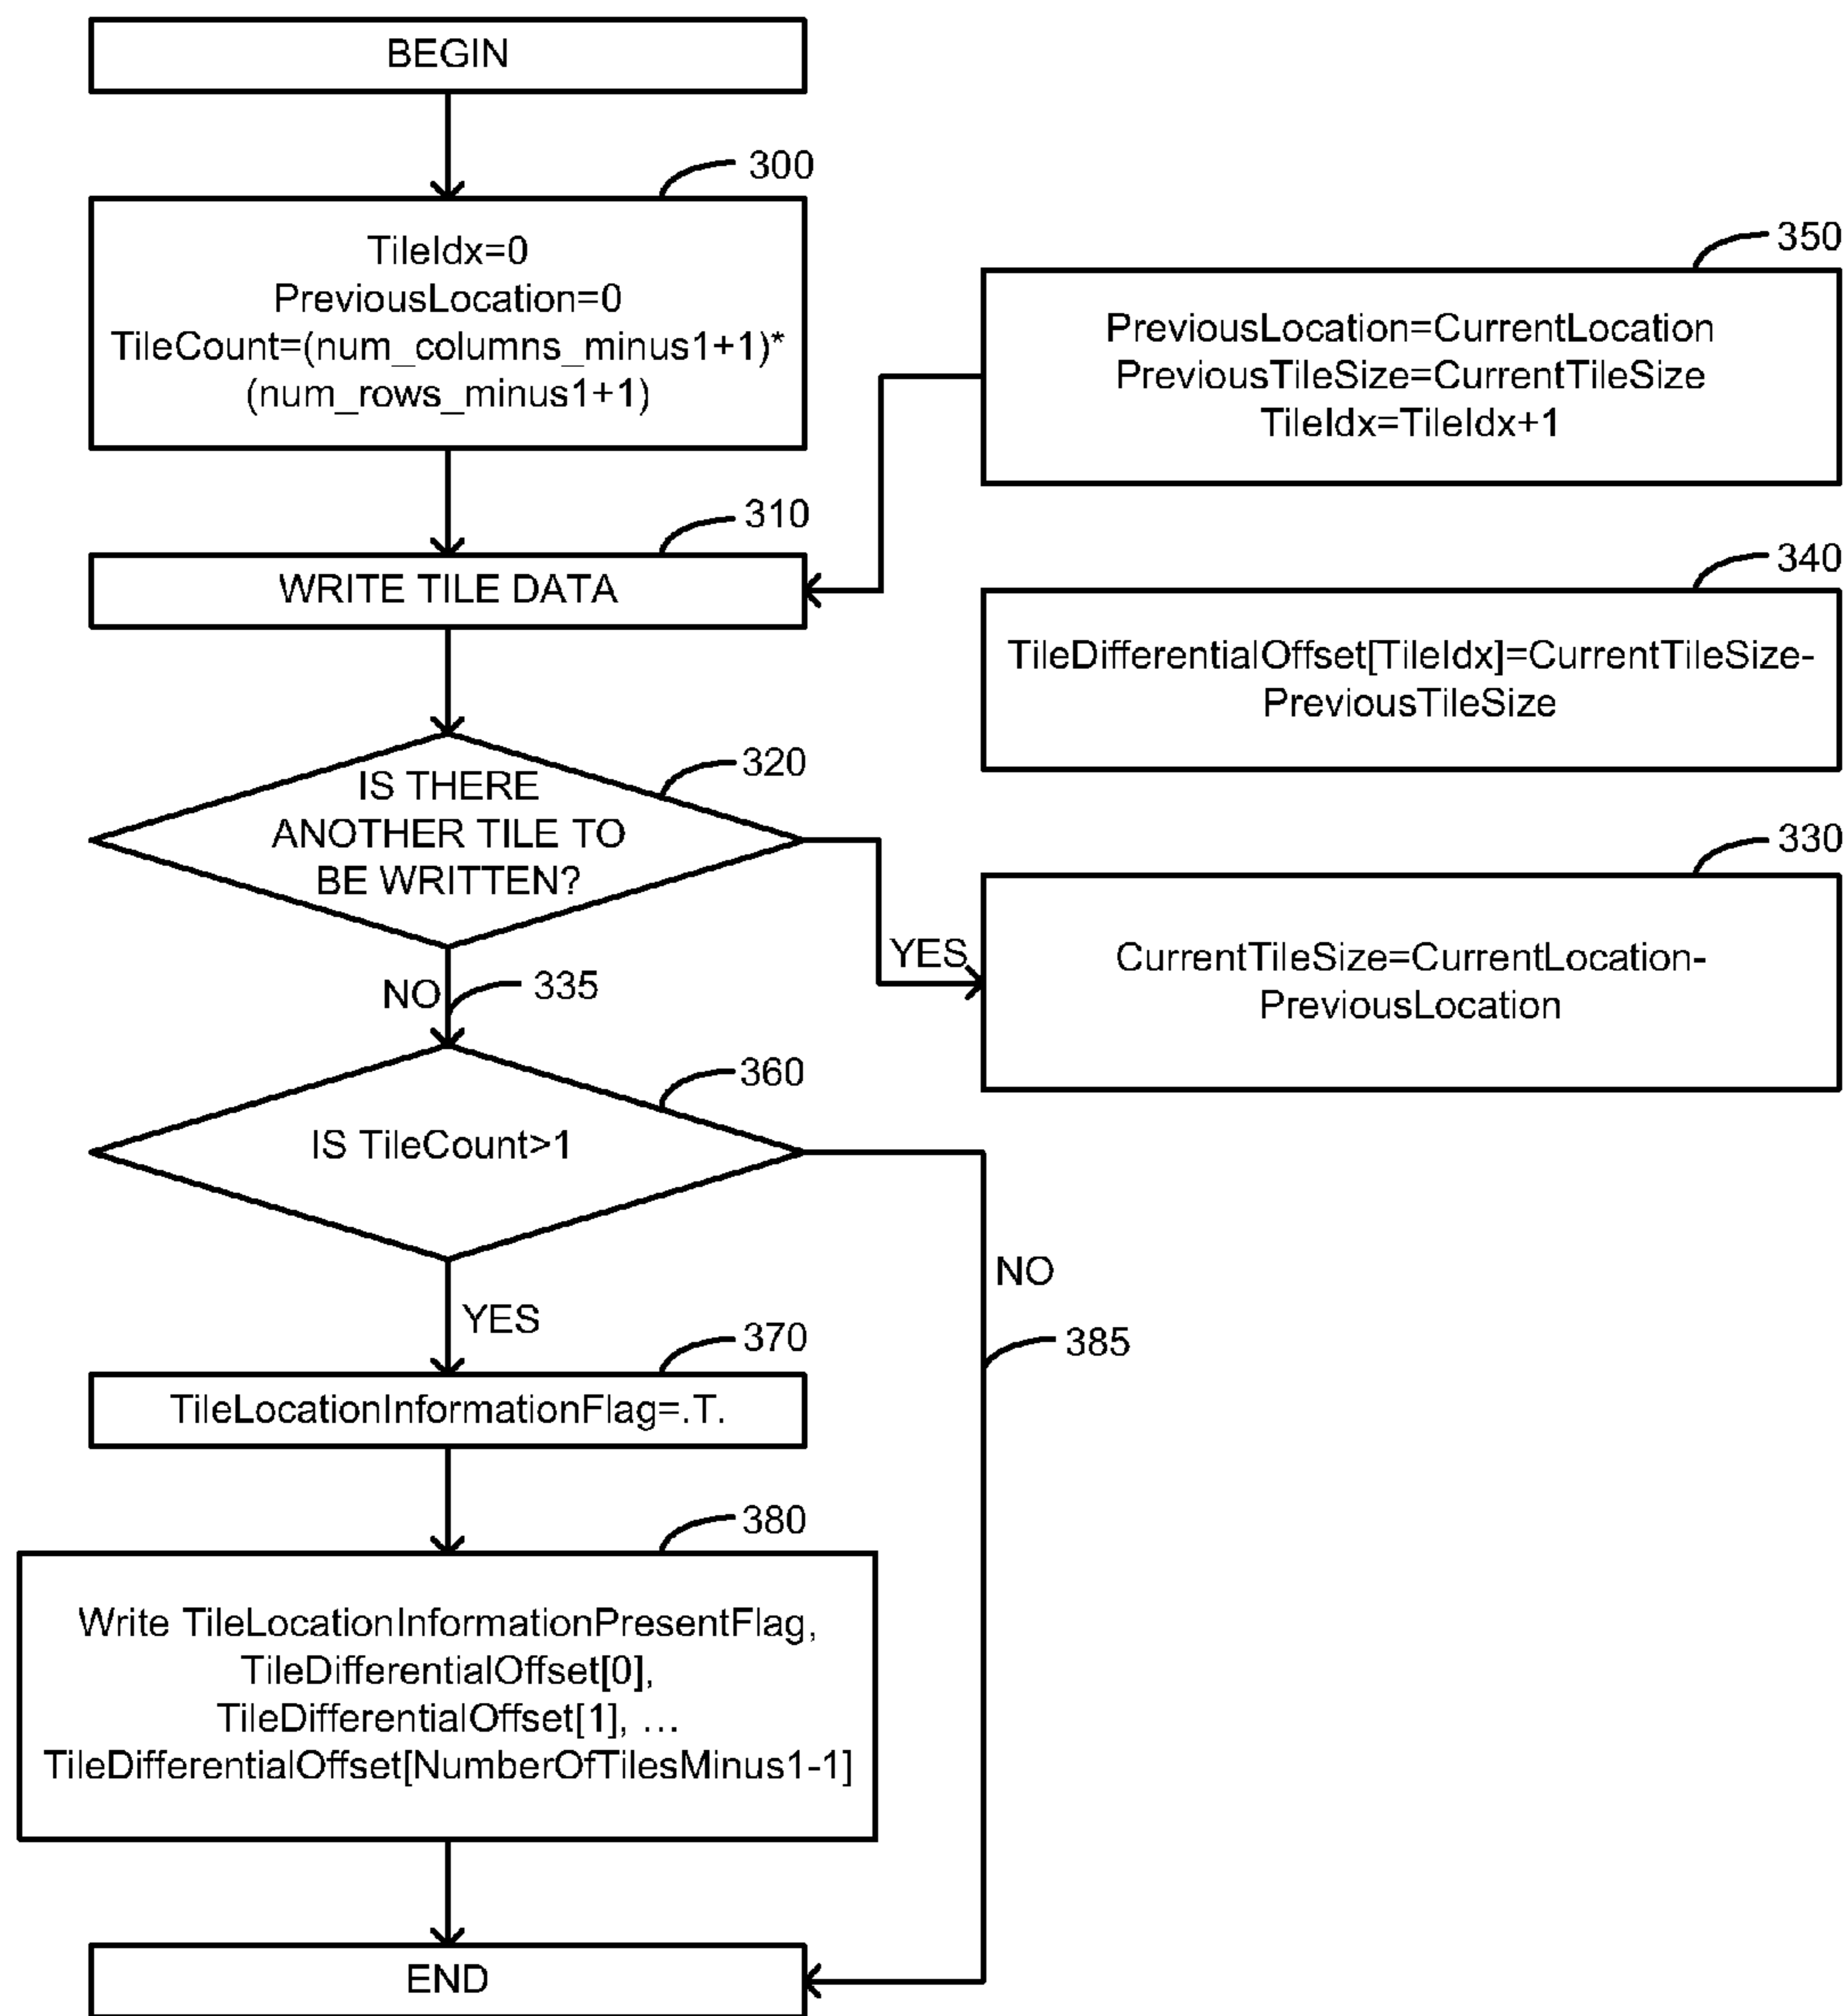 BEGIN
300
TileIdx=0
PreviousLocation=0
TileCount=(num_columns_minus1+1)*
(num_rows_minus1+1)
350
PreviousLocation=CurrentLocation
PreviousTileSize=CurrentTileSize
TileIdx=TileIdx+1
310
WRITE TILE DATA
340
TileDifferentialOffset[TileIdx]=CurrentTileSize-
PreviousTileSize
320
IS THERE
ANOTHER TILE TO
BE WRITTEN?
330
YES
CurrentTileSize=CurrentLocation-
PreviousLocation
NO
335
360
IS TileCount>1
NO
YES
370
385
TileLocationInformationFlag=.T.
380
Write TileLocationInformationPresentFlag,
TileDifferentialOffset[0],
TileDifferentialOffset[1], ...
TileDifferentialOffset[NumberOfTilesMinus1-1]
END